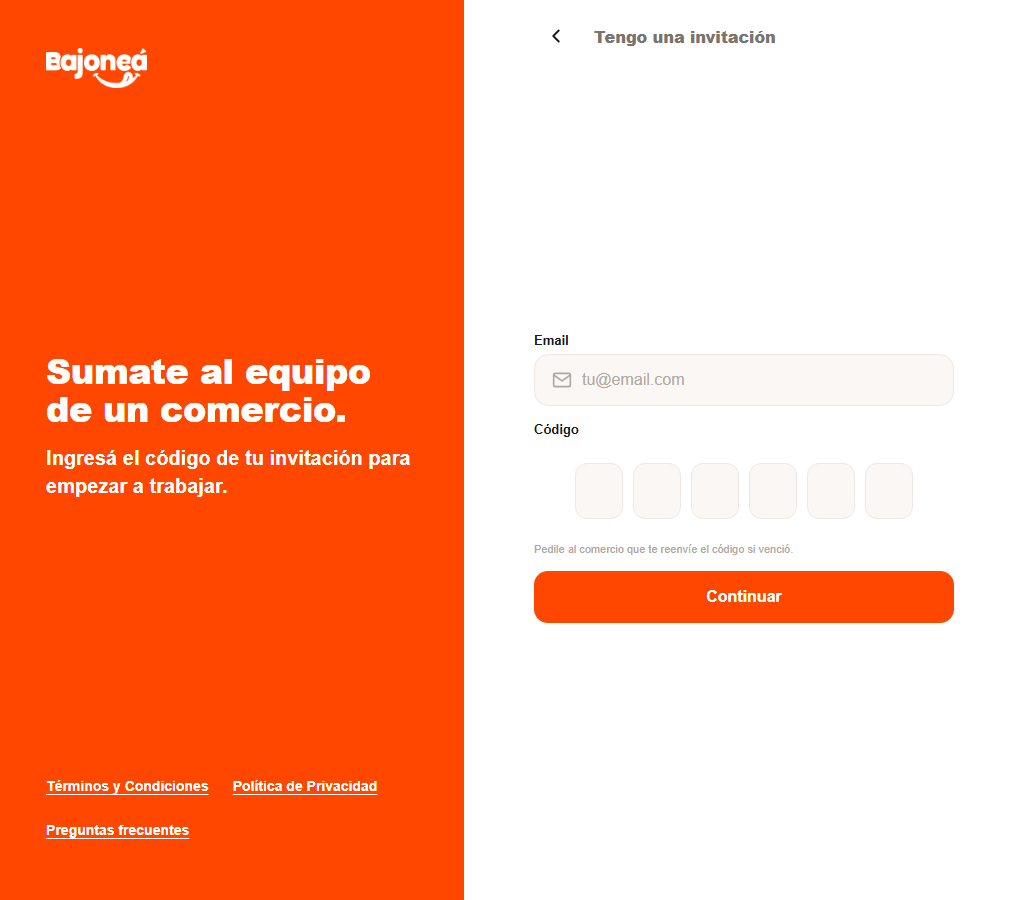 Bajoneá
Sumate al equipo
de un comercio.
Ingresá el código de tu invitación para
empezar a trabajar.
Términos y Condiciones
Política de Privacidad
Preguntas frecuentes
Tengo una invitación
Email
tu@email.com
Código
Pedile al comercio que te reenvíe el código si venció.
Continuar